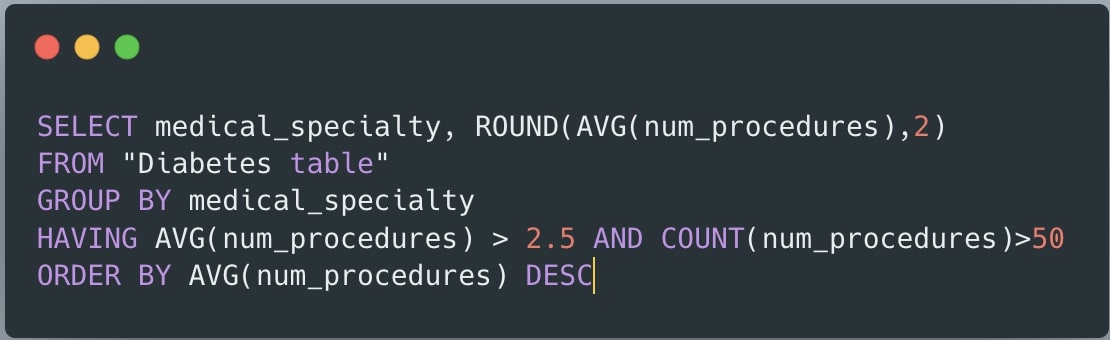 SELECT medical_specialty, ROUND(AVG(num_procedures),2)
FROM "Diabetes table"
GROUP BY medical_specialty
HAVING AVG(num_procedures) > 2.5 AND COUNT(num_procedures)>50
ORDER BY AVG(num_procedures) DESC